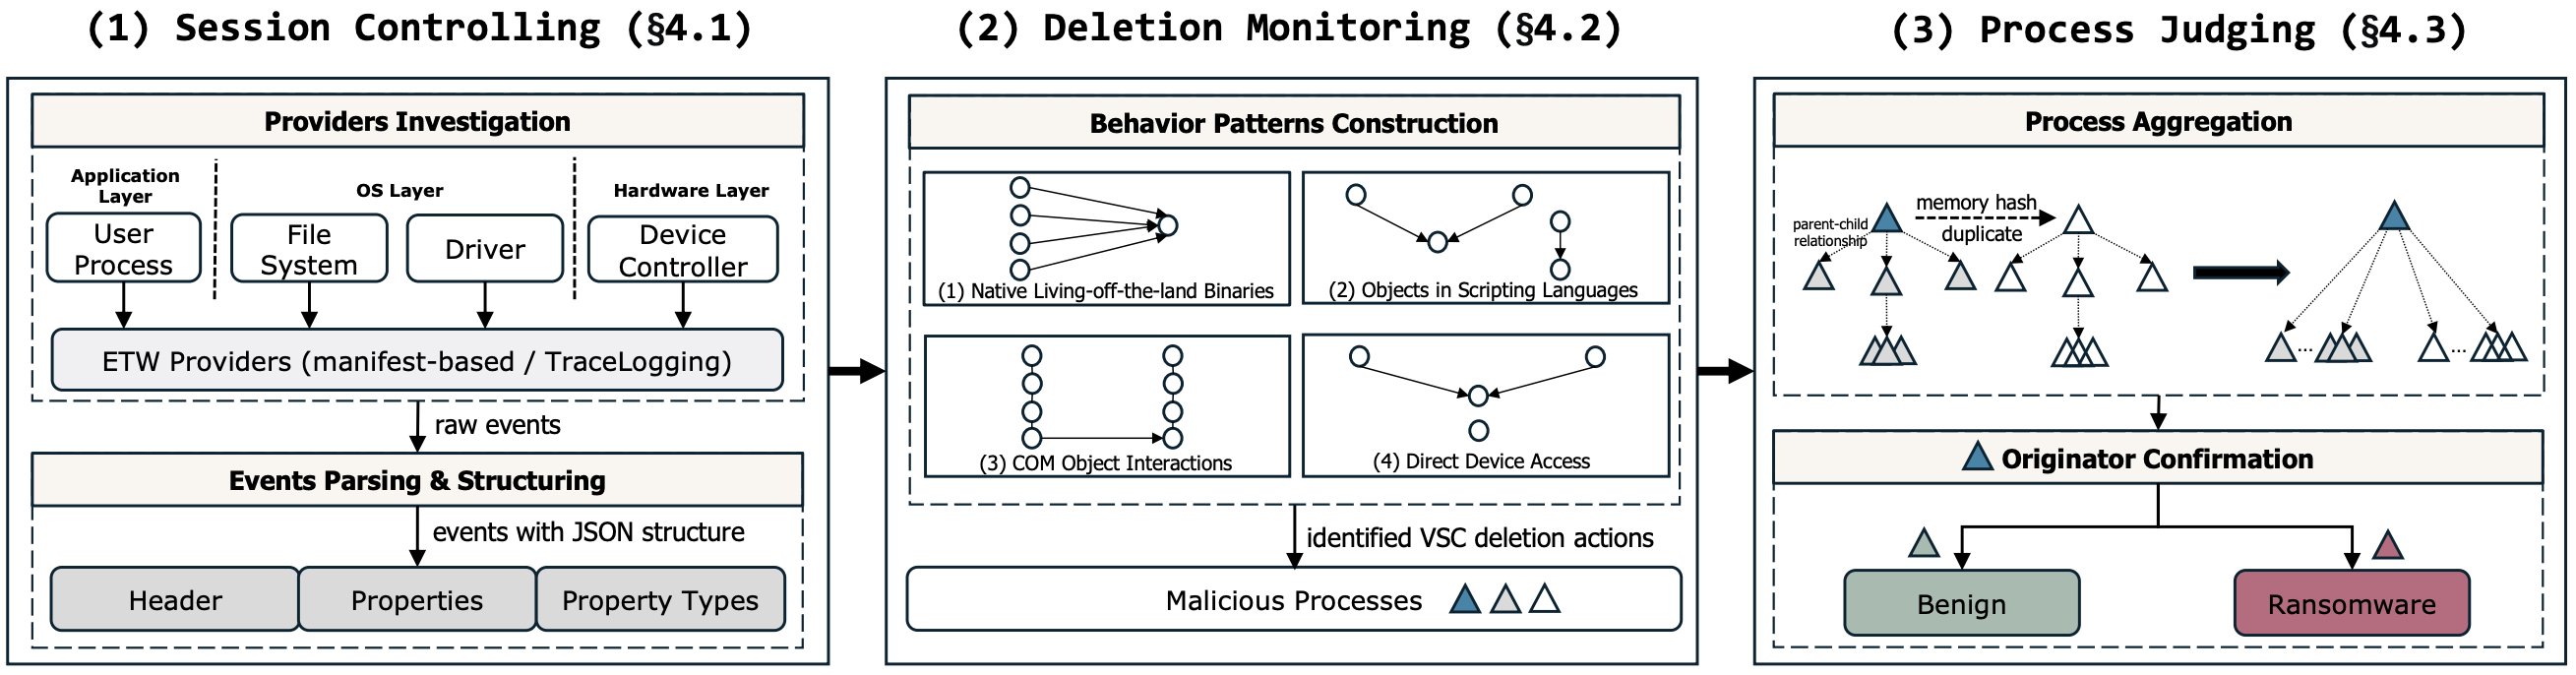 (1) Session Controlling (§4.1)
Providers Investigation
Application
Layer
OS Layer
Hardware Layer
User
Process
File
System
Driver
Device
Controller
ETW Providers (manifest-based / TraceLogging)
raw events
Events Parsing & Structuring
events with JSON structure
Header
Properties
Property Types
(2) Deletion Monitoring (§4.2)
Behavior Patterns Construction
(1) Native Living-off-the-land Binaries
(2) Objects in Scripting Languages
(3) COM Object Interactions
(4) Direct Device Access
identified VSC deletion actions
Malicious Processes
(3) Process Judging (§4.3)
Process Aggregation
parent-child
relationship
memory hash
duplicate
...
...
Originator Confirmation
Benign
Ransomware